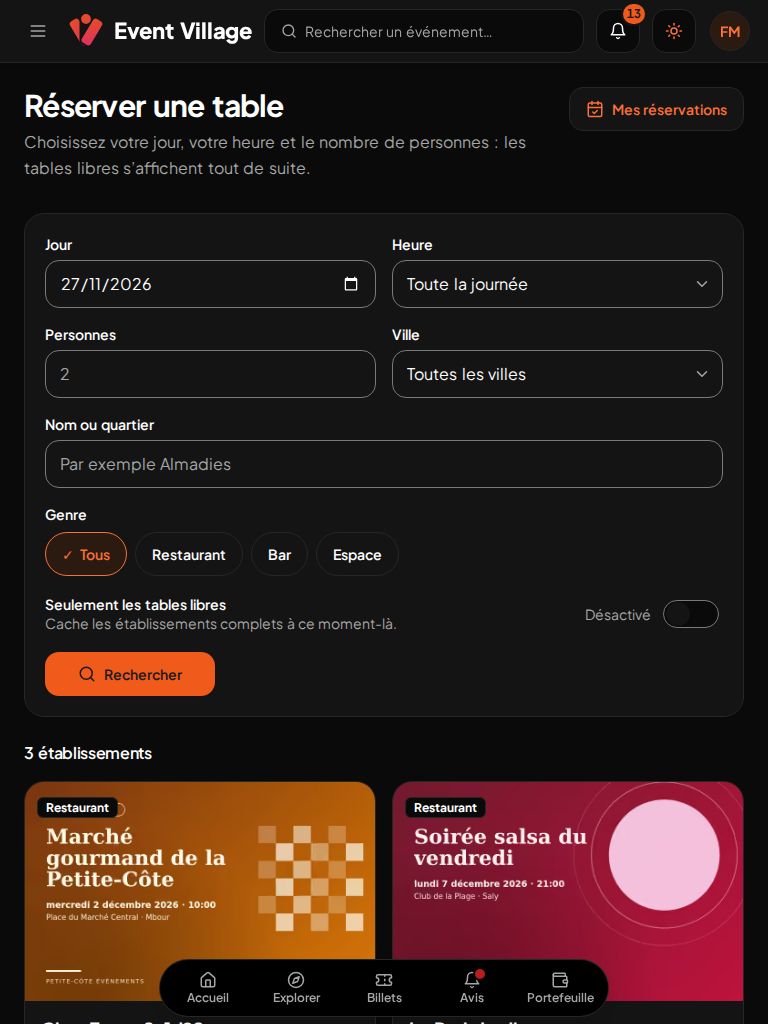 Event Village
Rechercher un événement...
13
FM
Réserver une table
Mes réservations
Choisissez votre jour, votre heure et le nombre de personnes : les
tables libres s'affichent tout de suite.
Jour
Heure
27/11/2026
Toute la journée
Personnes
Ville
2
Toutes les villes
Nom ou quartier
Par exemple Almadies
Genre
✓ Tous
Restaurant
Bar
Espace
Seulement les tables libres
Cache les établissements complets à ce moment-là.
Désactivé
Rechercher
3 établissements
Restaurant
Marché
gourmand de la
Petite-Côte
mercredi 2 décembre 2026 · 10:00
Place du Marché Central · Mbour
PETITE-CÔTE ÉVÉNEMENTS
Restaurant
Soirée salsa du
vendredi
lundi 7 décembre 2026 · 21:00
Club de la Plage · Saly
Accueil
Explorer
Billets
Avis
Portefeuille